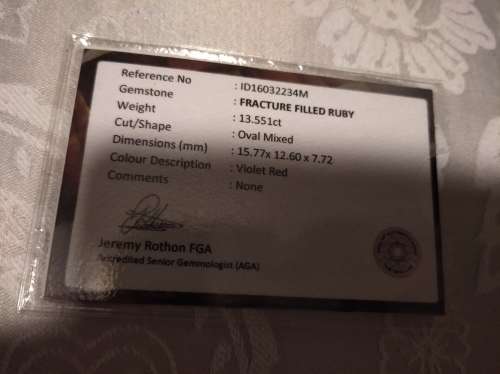 Reference No : ID16032234M
Gemstone : FRACTURE FILLED RUBY
Weight : 13.551ct
Cut/Shape : Oval Mixed
Dimensions (mm) : 15.77x 12.60 x 7.72
Colour Description : Violet Red
Comments : None
Jeremy Rothon FGA
Accredited Senior Gemmologist (AGA)